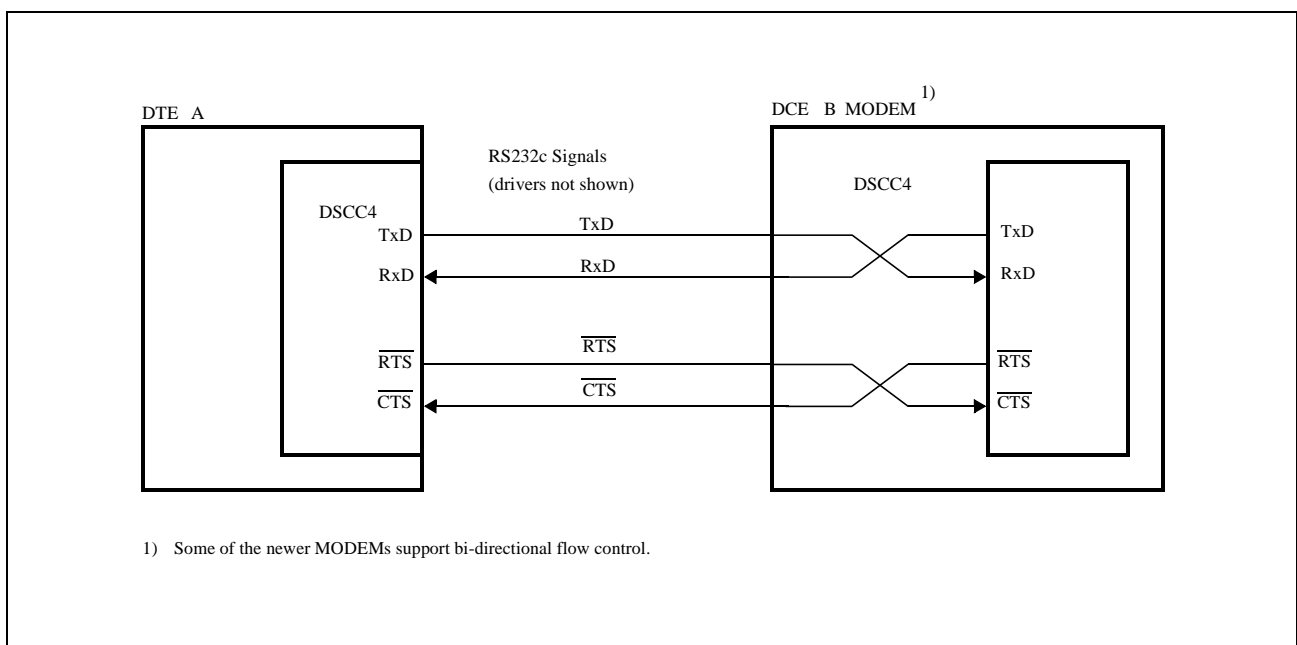 DTE A
DCE B MODEM 1)
RS232c Signals
(drivers not shown)
DSCC4
DSCC4
TxD
TxD
TxD
RxD
RxD
RxD
RTS
RTS
RTS
CTS
CTS
CTS
1) Some of the newer MODEMs support bi-directional flow control.